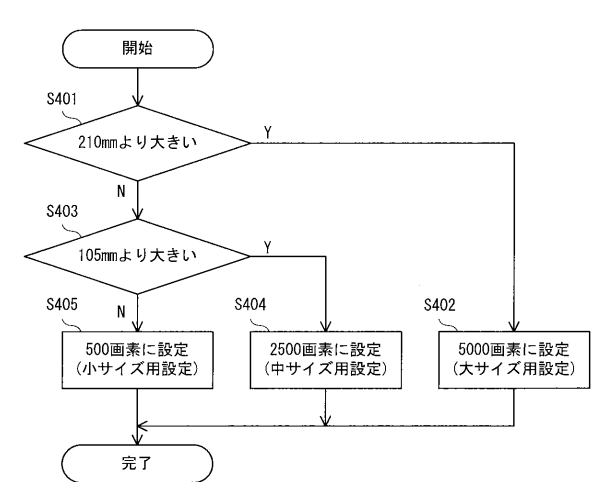 開始
S401
210mmより大きい
Y
N
S403
105mmより大きい
Y
N
S405
500画素に設定
(小サイズ用設定)
S404
2500画素に設定
(中サイズ用設定)
S402
5000画素に設定
(大サイズ用設定)
完了